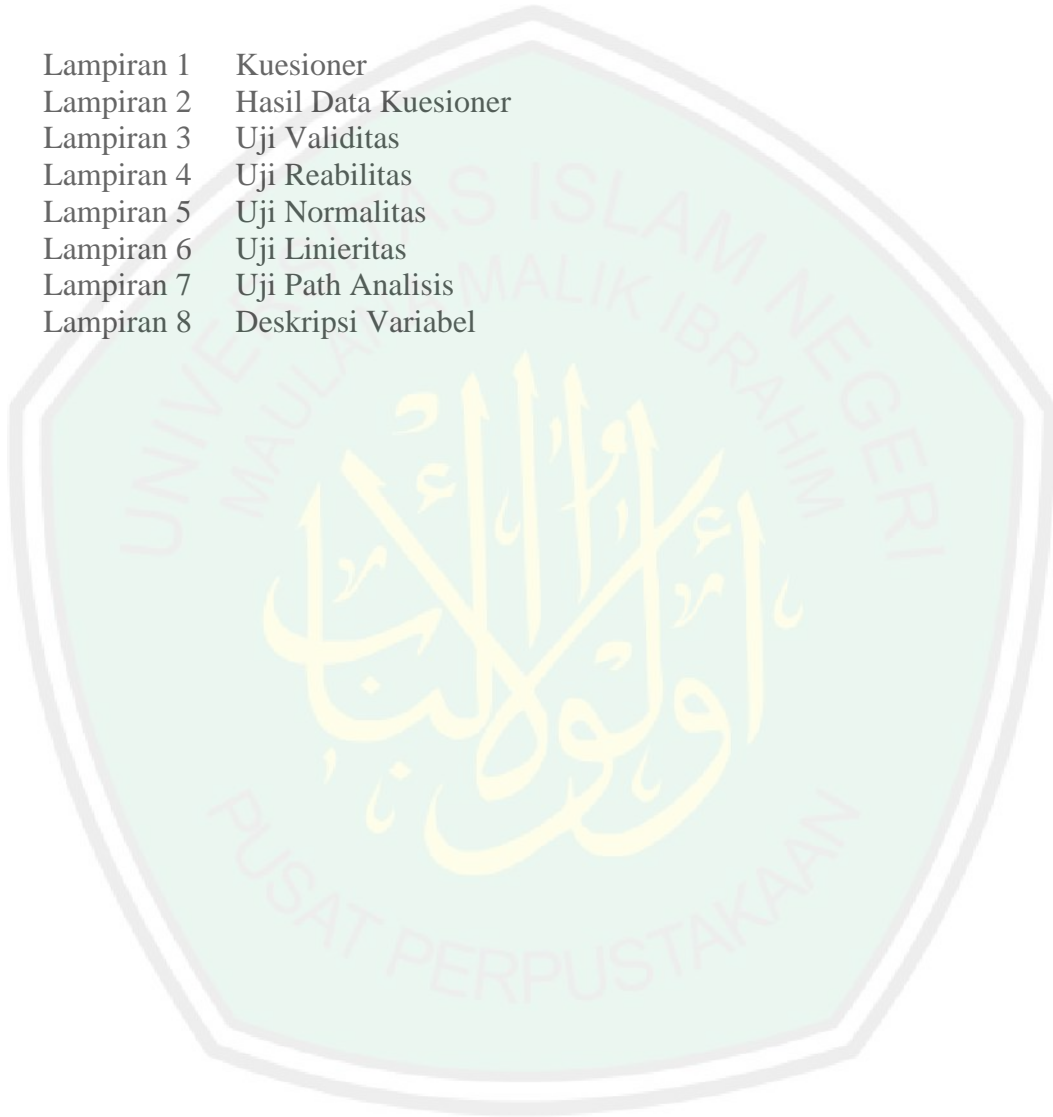 Lampiran 1 Kuesioner
Lampiran 2 Hasil Data Kuesioner
Lampiran 3 Uji Validitas
Lampiran 4 Uji Reabilitas
Lampiran 5 Uji Normalitas
Lampiran 6 Uji Linieritas
Lampiran 7 Uji Path Analisis
Lampiran 8 Deskripsi Variabel
UNIVERSITAS ISLAM NEGERI
MAULANA MALIK IBRAHIM
PUSAT PERPUSTAKAAN